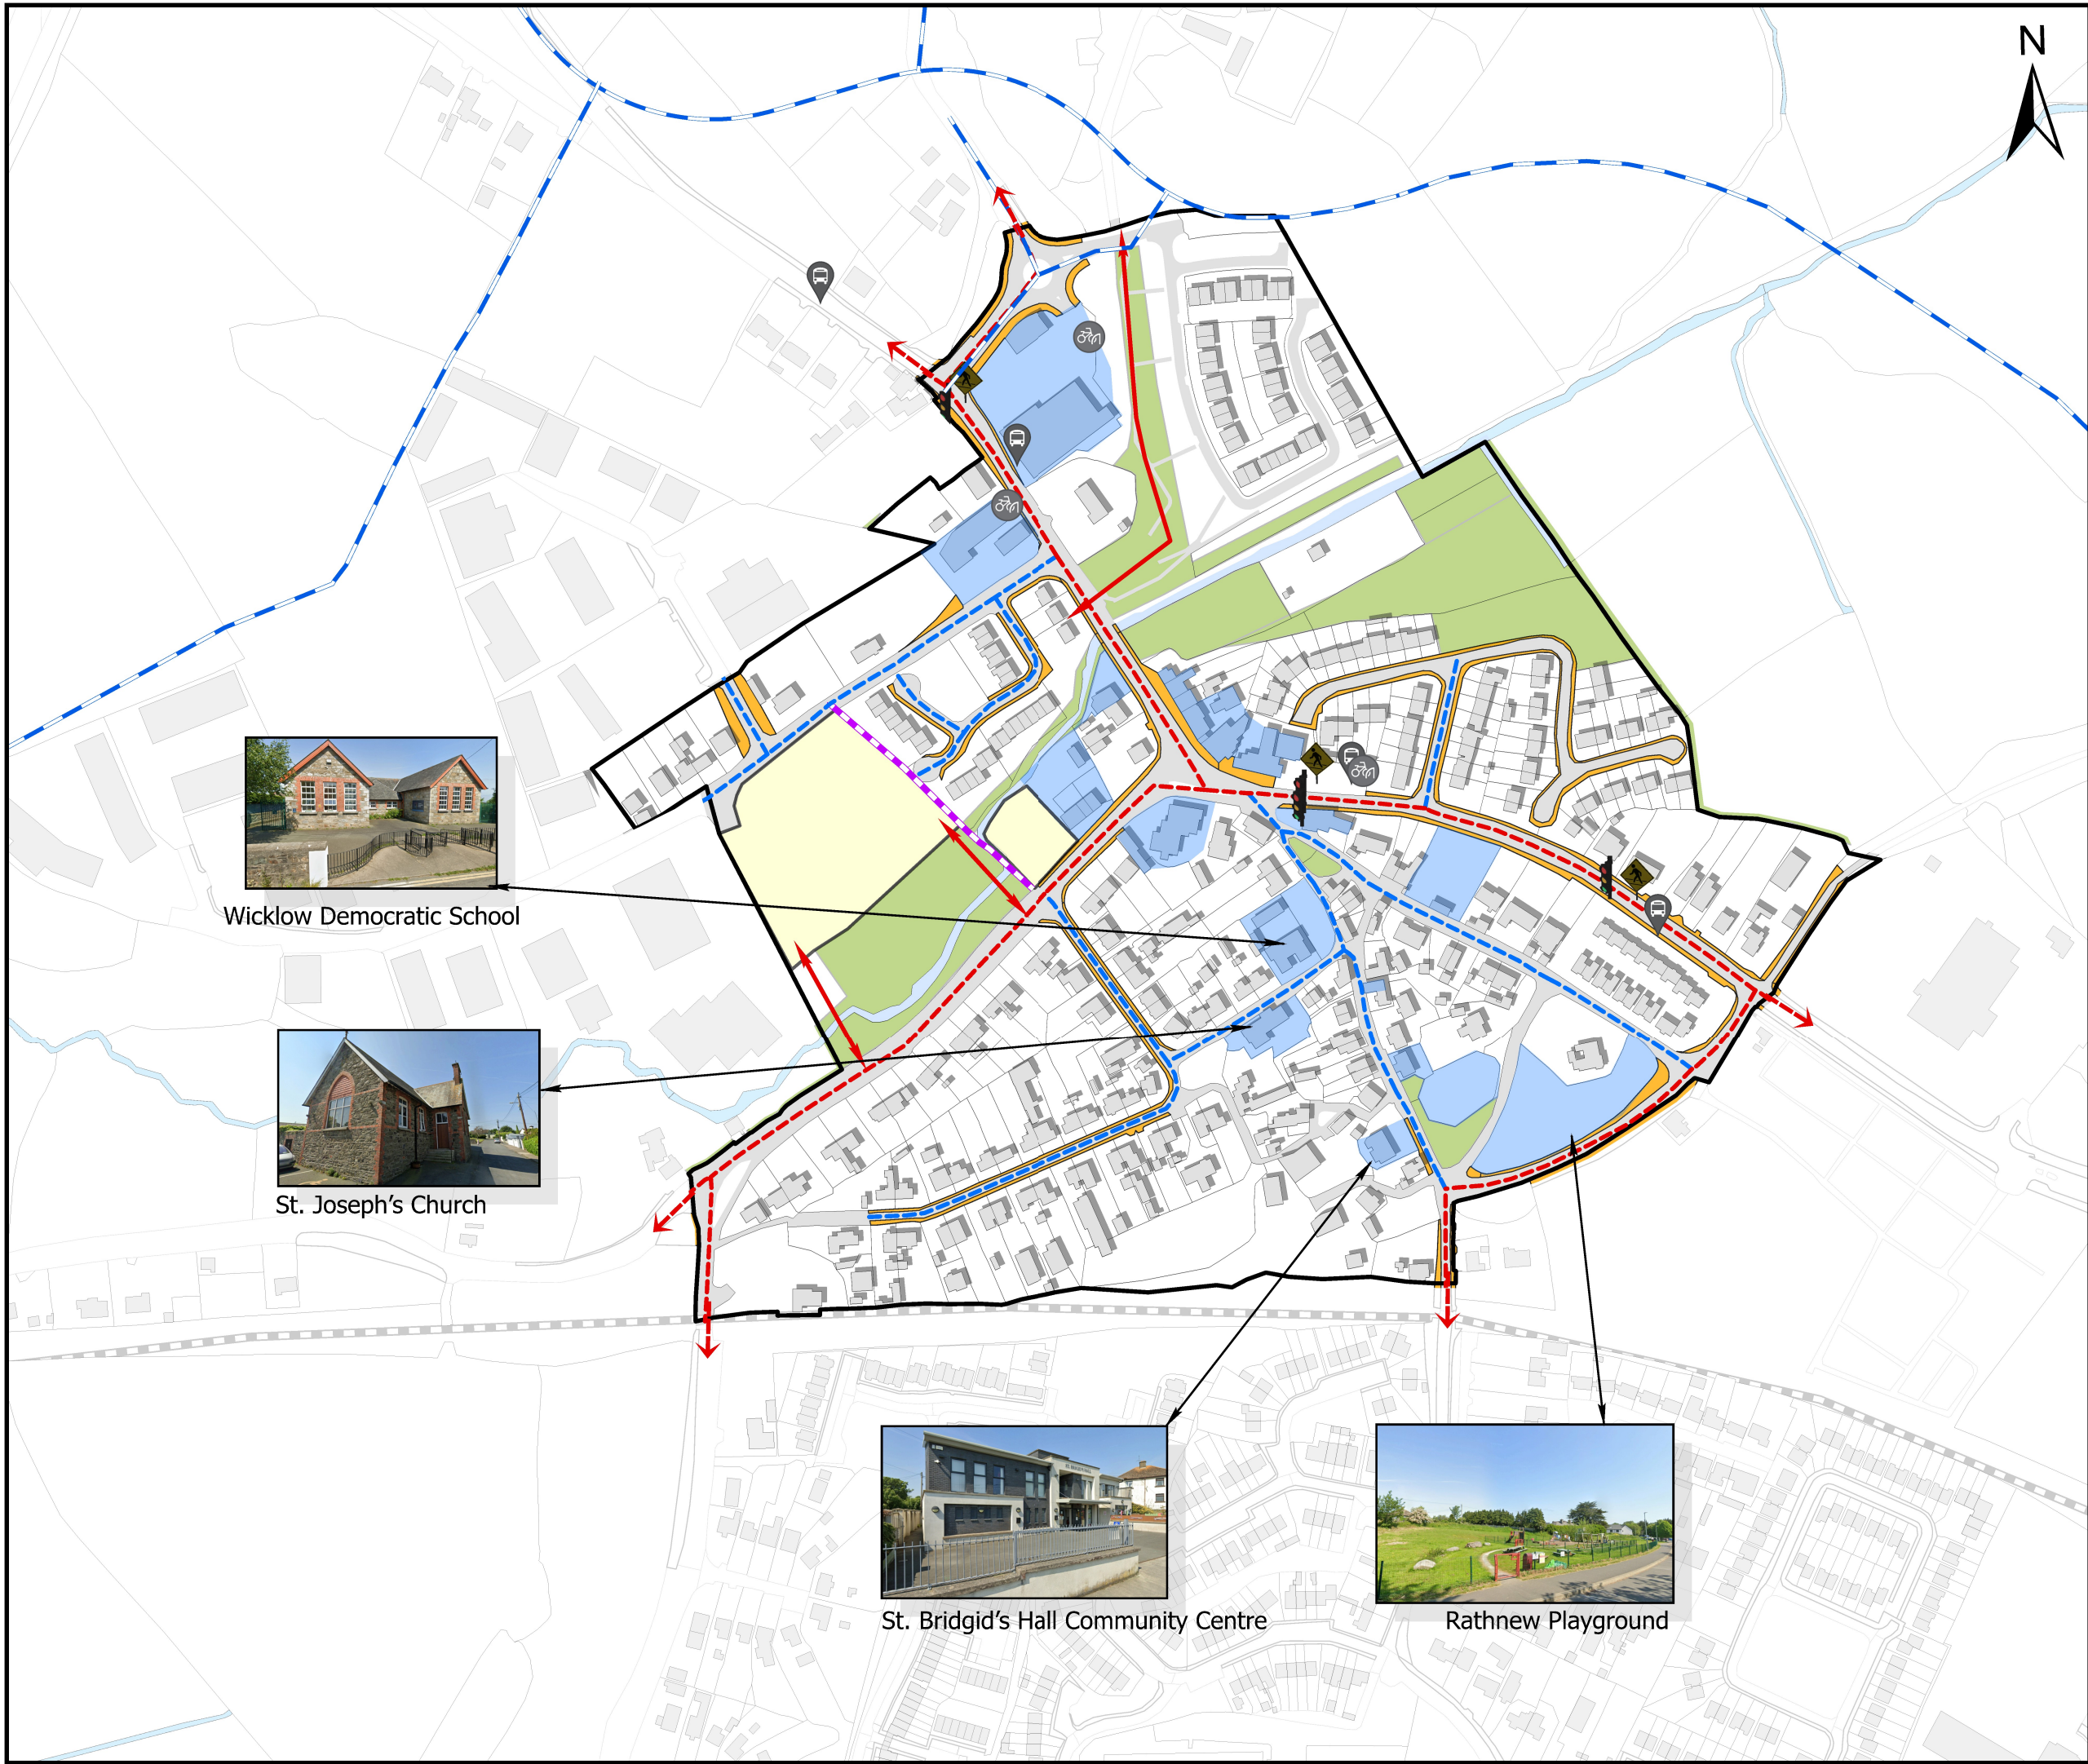 N
Wicklow Democratic School
St. Joseph's Church
St. Bridgid's Hall Community Centre
Rathnew Playground